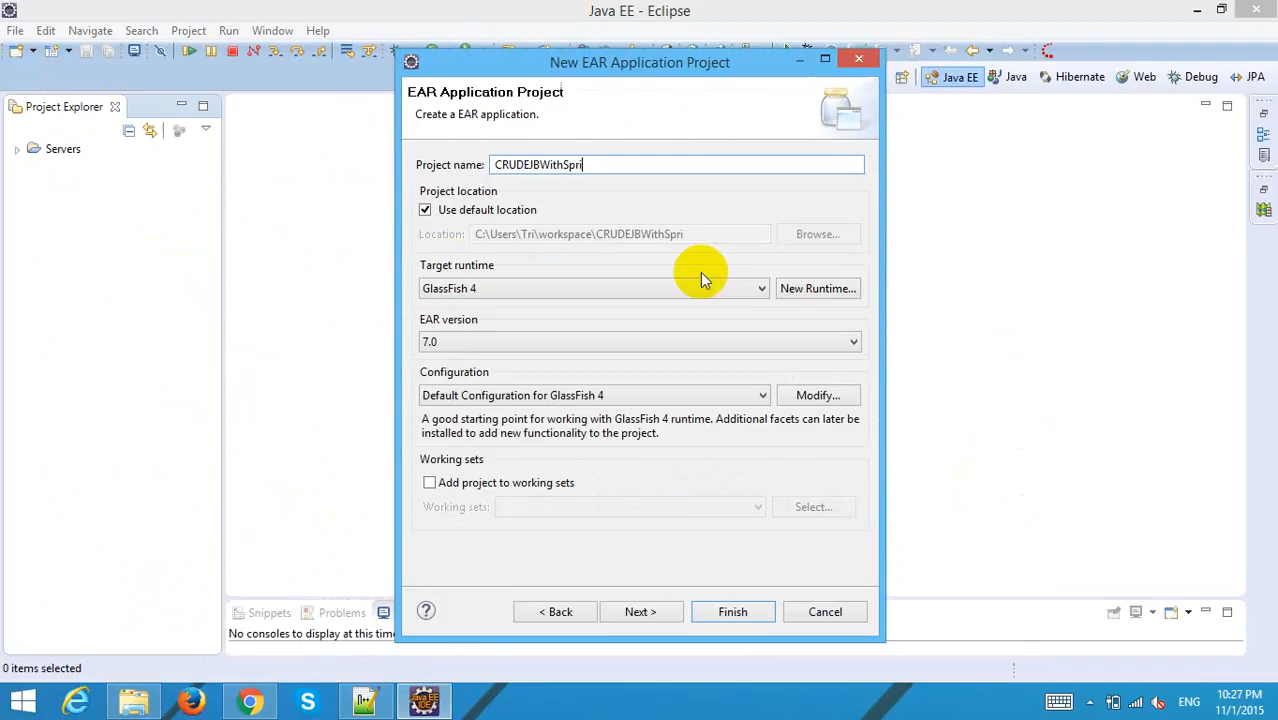 Java EE - Eclipse
File Edit Navigate Search Project Run Window Help
New EAR Application Project
Java EE Java Hibernate Web Debug JPA
Project Explorer
Servers
EAR Application Project
Create a EAR application.
Project name: CRUDEJBWithSpri
Project location
Use default location
Location: C:\Users\Tri\workspace\CRUDEJBWithSpri Browse...
Target runtime
GlassFish 4 New Runtime...
EAR version
7.0
Configuration
Default Configuration for GlassFish 4 Modify...
A good starting point for working with GlassFish 4 runtime. Additional facets can later be
installed to add new functionality to the project.
Working sets
Add project to working sets
Working sets: Select...
Snippets Problems
No consoles to display at this time
< Back Next > Finish Cancel
0 items selected
ENG
10:27 PM
11/1/2015